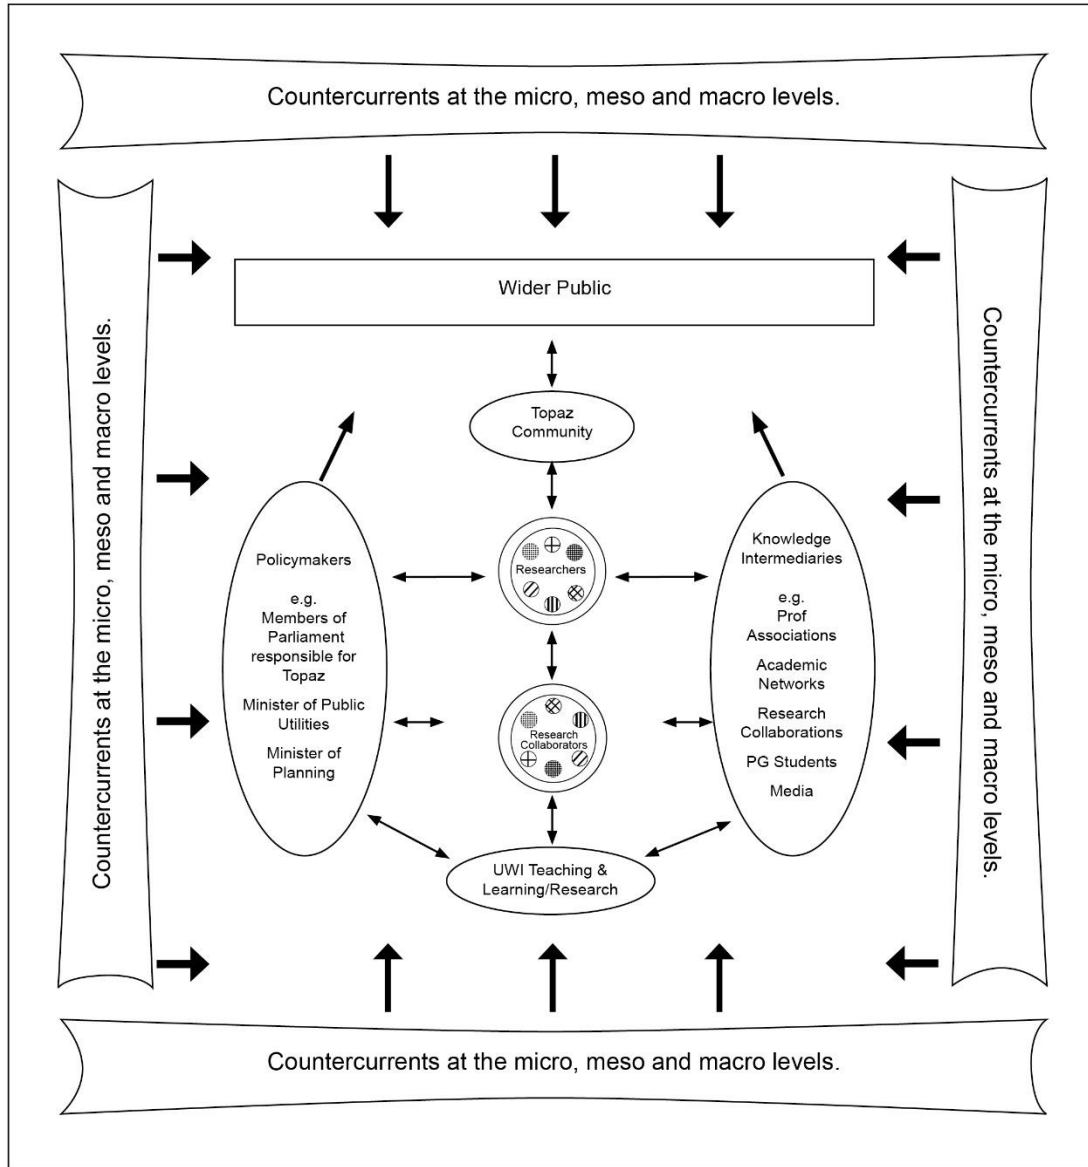 Countercurrents at the micro, meso and macro levels.
Countercurrents at the micro, meso and macro levels.
Wider Public
Topaz
Community
Policymakers
e.g.
Members of
Parliament
responsible for
Topaz
Minister of Public
Utilities
Minister of
Planning
Researchers
Research
Collaborators
UWI Teaching &
Learning/Research
Knowledge
Intermediaries
e.g.
Prof
Associations
Academic
Networks
Research
Collaborations
PG Students
Media
Countercurrents at the micro, meso and macro levels.
Countercurrents at the micro, meso and macro levels.